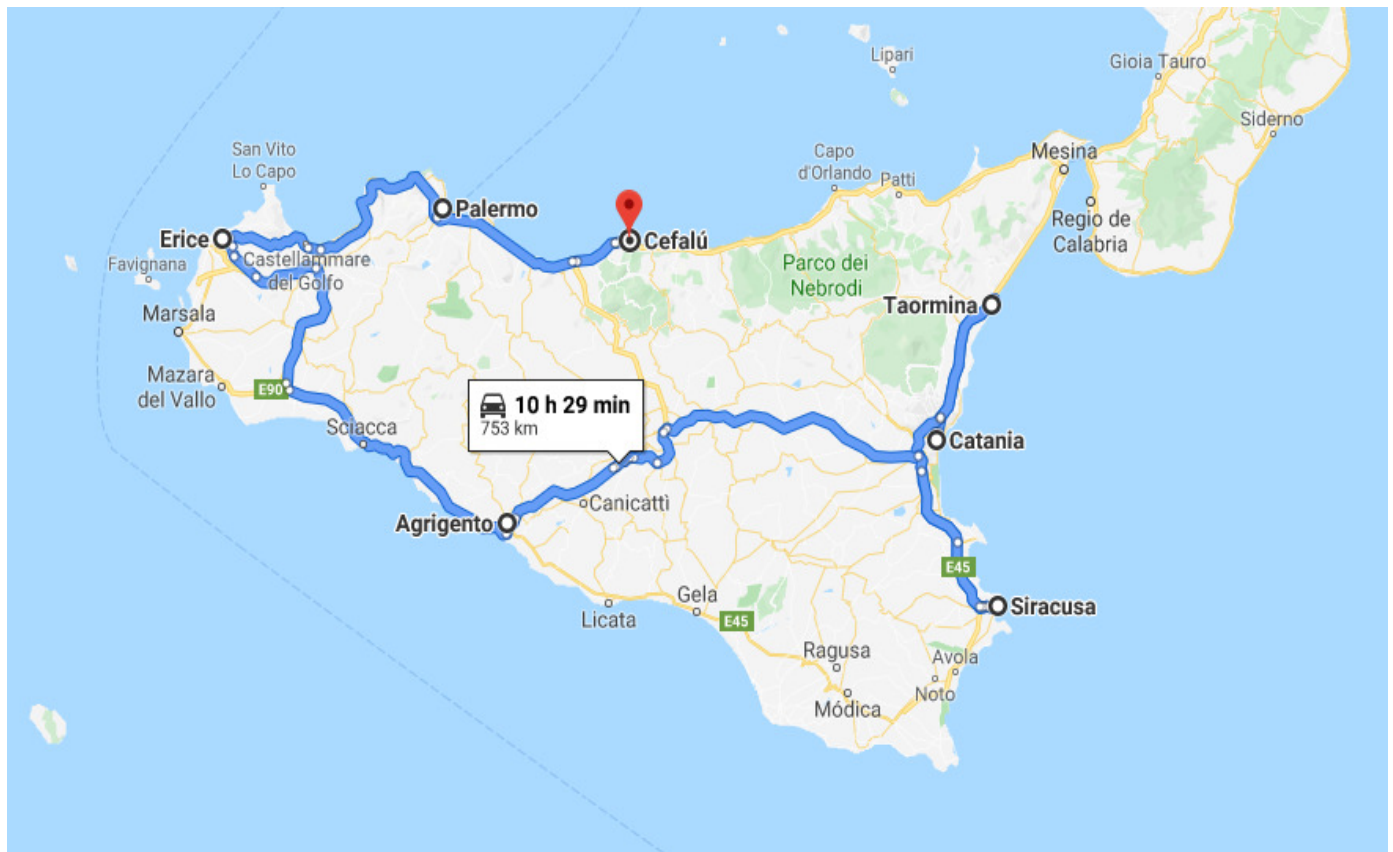 Lipari
Gioia Tauro
Siderno
San Vito
Lo Capo
Capo
d'Orlando
Patti
Mesina
Palermo
Regio de
Calabria
Erice
Cefalú
Favignana
Castellammare
del Golfo
Parco dei
Nebrodi
Taormina
Marsala
Mazara
del Vallo
E90
10 h 29 min
753 km
Sciacca
Catania
Canicattì
Agrigento
E45
Gela
Licata
E45
Siracusa
Ragusa
Avola
Noto
Módica